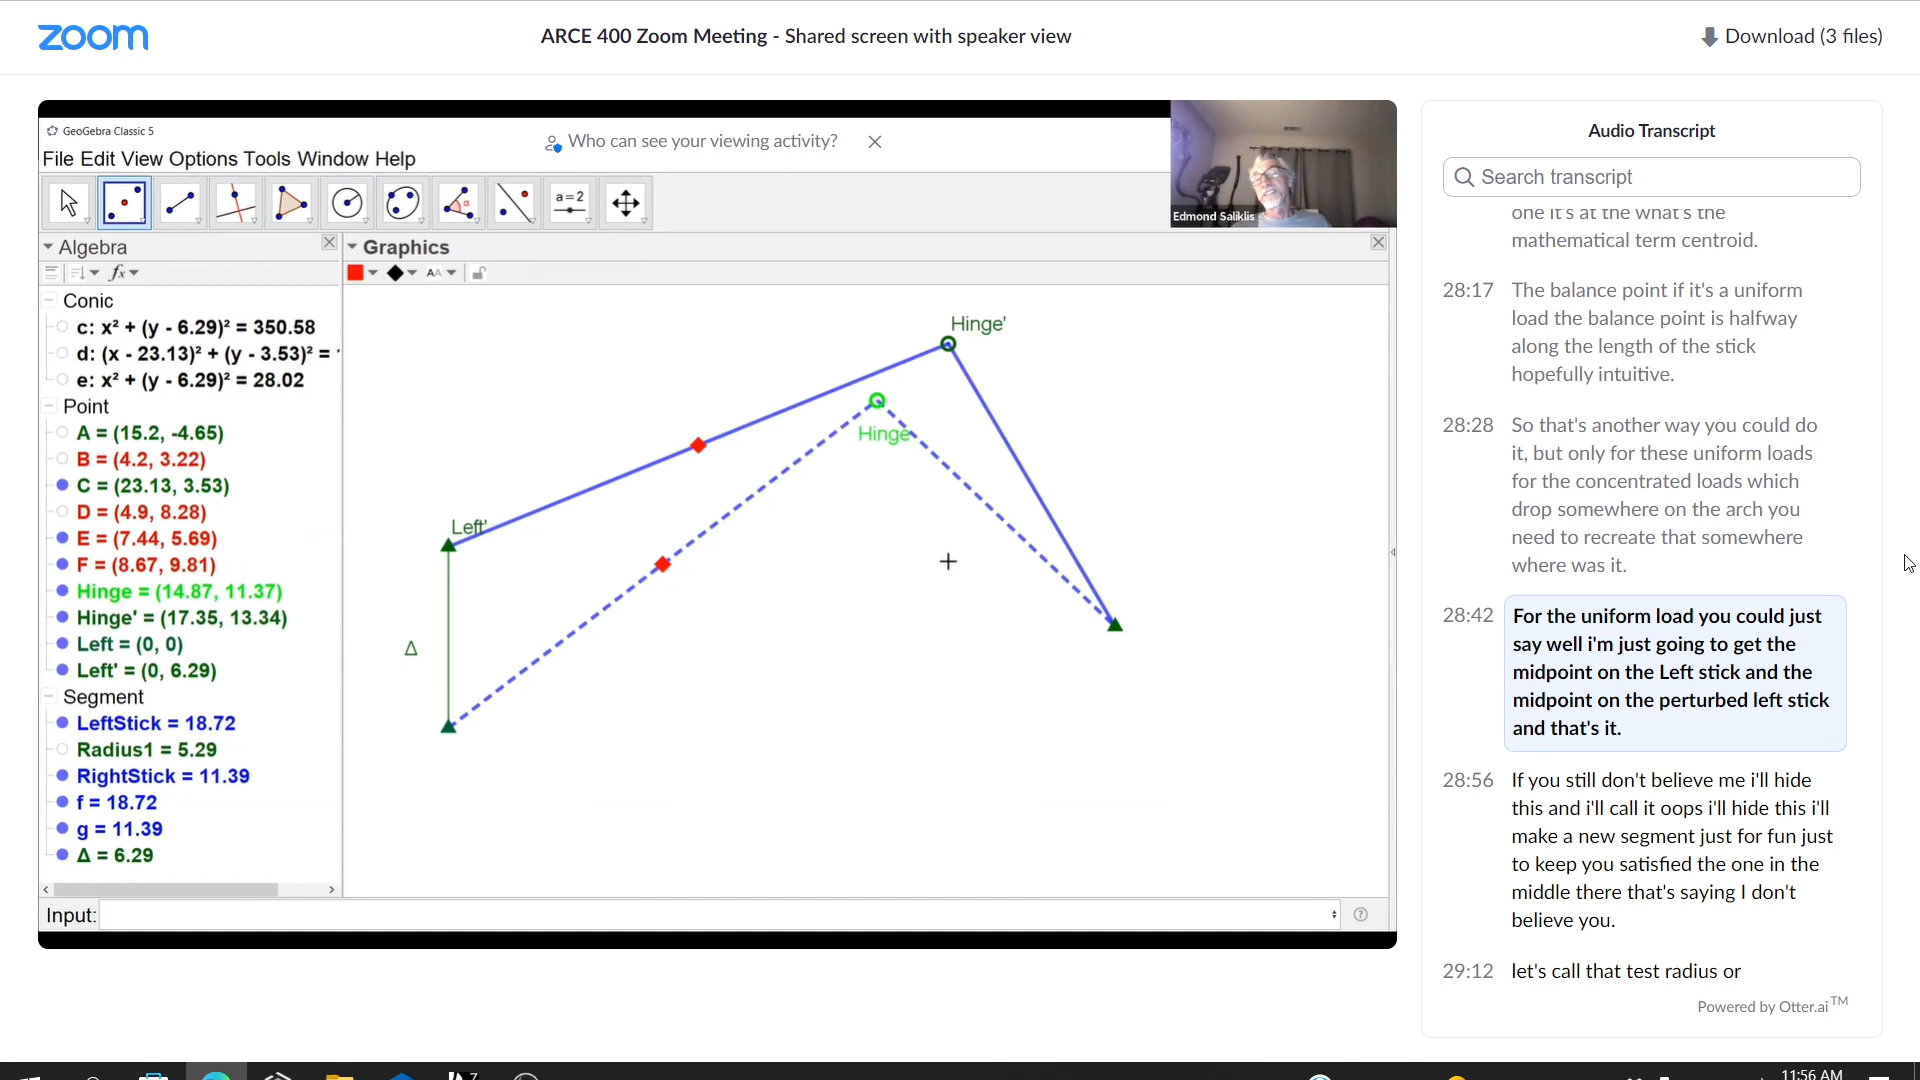 zoom
ARCE 400 Zoom Meeting - Shared screen with speaker view
Download (3 files)
GeoGebra Classic 5
Who can see your viewing activity?
File Edit View Options Tools Window Help
α
a=2
Edmond Saliklis
Algebra
Graphics
fx
AA
Conic
c: x² + (y - 6.29)² = 350.58
d: (x - 23.13)² + (y - 3.53)² =
e: x² + (y - 6.29)² = 28.02
Point
A = (15.2, -4.65)
B = (4.2, 3.22)
C = (23.13, 3.53)
D = (4.9, 8.28)
E = (7.44, 5.69)
F = (8.67, 9.81)
Hinge = (14.87, 11.37)
Hinge' = (17.35, 13.34)
Left = (0, 0)
Left' = (0, 6.29)
Segment
LeftStick = 18.72
Radius1 = 5.29
RightStick = 11.39
f = 18.72
g = 11.39
Δ = 6.29
Hinge'
Hinge
Left'
Δ
Input:
Audio Transcript
Search transcript
one it's at the what's the
mathematical term centroid.
28:17 The balance point if it's a uniform
load the balance point is halfway
along the length of the stick
hopefully intuitive.
28:28 So that's another way you could do
it, but only for these uniform loads
for the concentrated loads which
drop somewhere on the arch you
need to recreate that somewhere
where was it.
28:42 For the uniform load you could just
say well i'm just going to get the
midpoint on the Left stick and the
midpoint on the perturbed left stick
and that's it.
28:56 If you still don't believe me i'll hide
this and i'll call it oops i'll hide this i'll
make a new segment just for fun just
to keep you satisfied the one in the
middle there that's saying I don't
believe you.
29:12 let's call that test radius or
Powered by Otter.ai™
11:56 AM